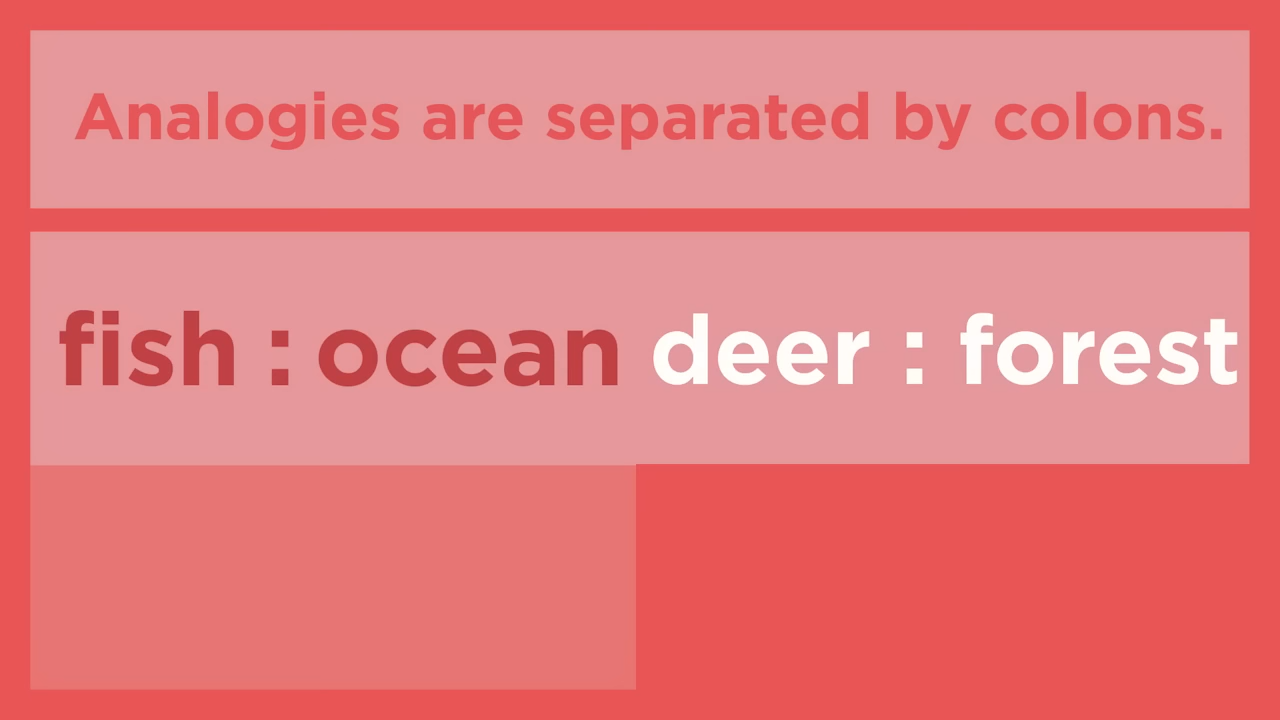 Analogies are separated by colons.
fish : ocean deer : forest